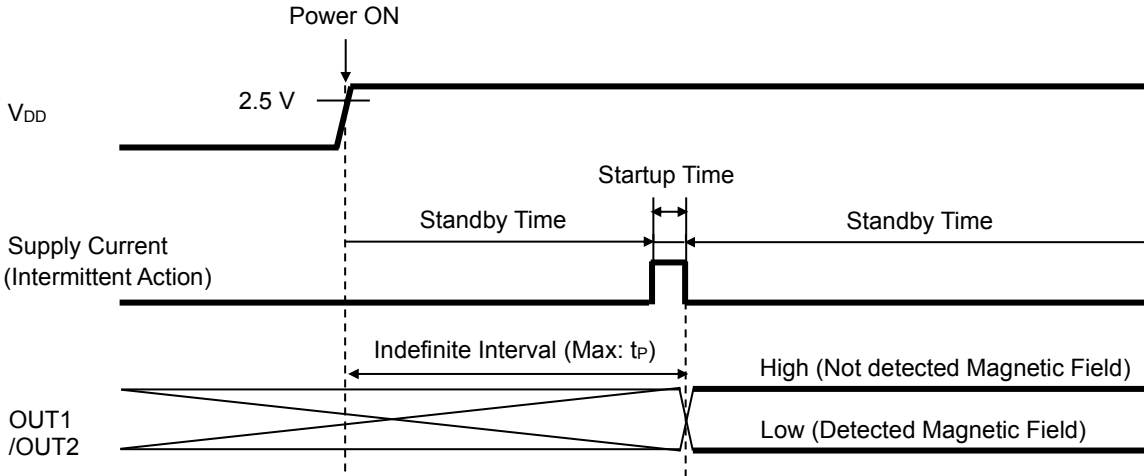 Power ON
2.5 V
VDD
Startup Time
Standby Time
Standby Time
Supply Current
(Intermittent Action)
Indefinite Interval (Max: tP)
High (Not detected Magnetic Field)
OUT1
/OUT2
Low (Detected Magnetic Field)